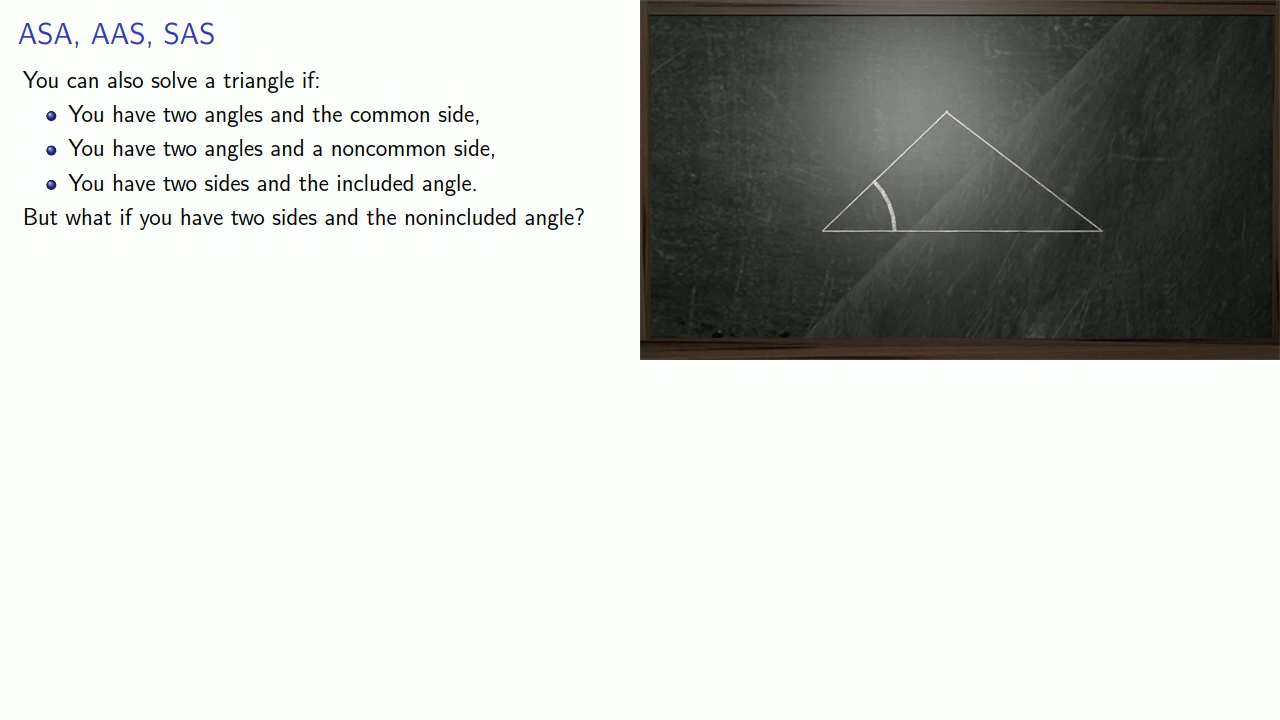 ASA, AAS, SAS
You can also solve a triangle if:
You have two angles and the common side,
You have two angles and a noncommon side,
You have two sides and the included angle.
But what if you have two sides and the nonincluded angle?